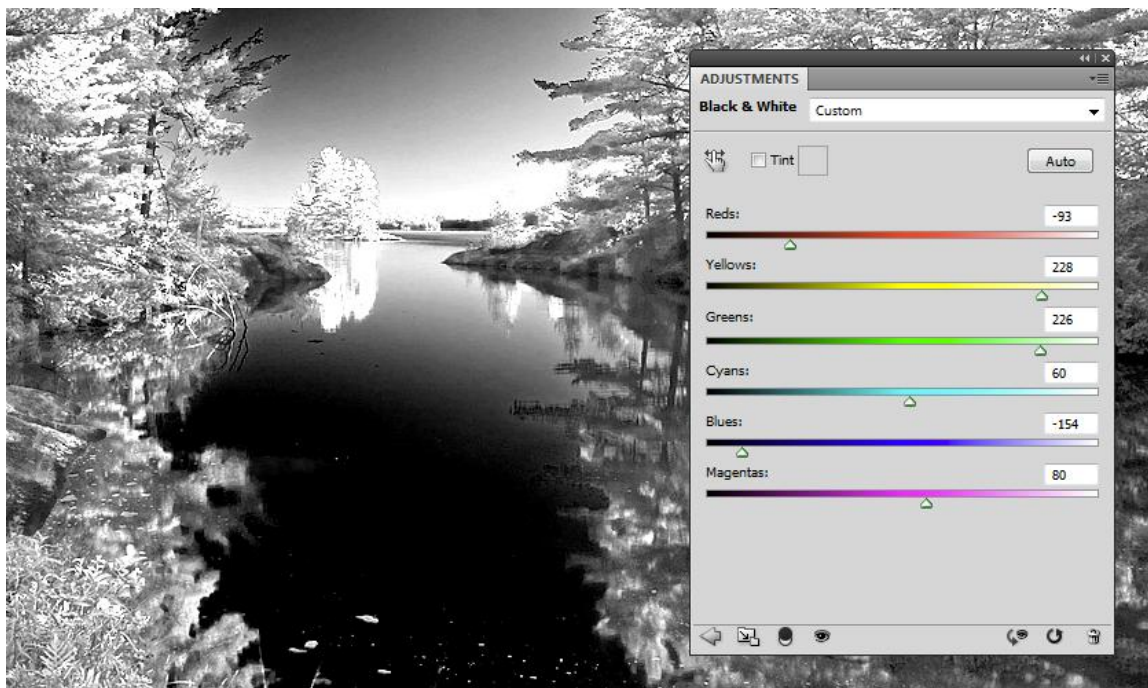 ADJUSTMENTS
Black & White Custom
Tint Auto
Reds: -93
Yellows: 228
Greens: 226
Cyans: 60
Blues: -154
Magentas: 80